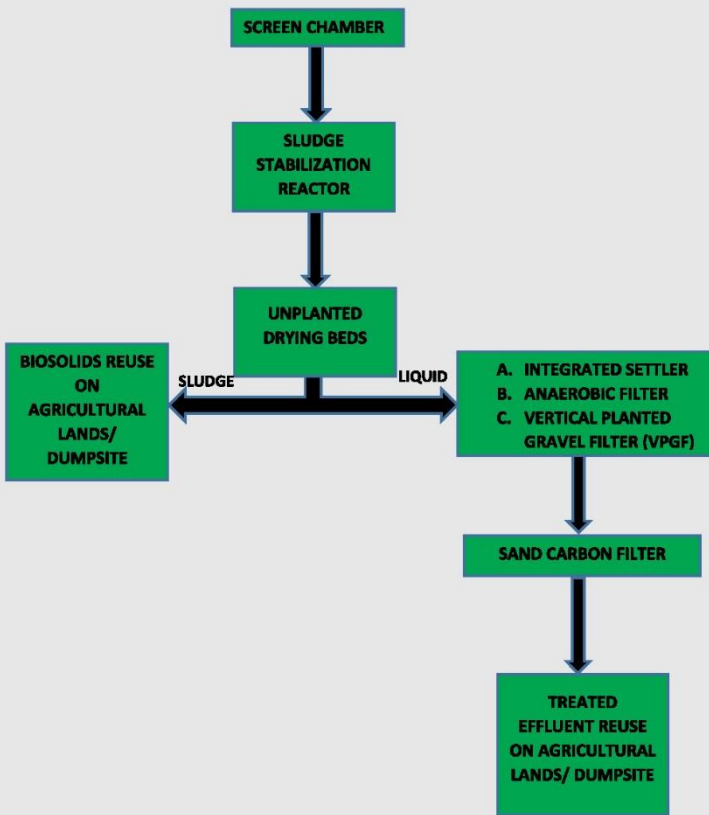 SCREEN CHAMBER
SLUDGE
STABILIZATION
REACTOR
UNPLANTED
DRYING BEDS
SLUDGE
LIQUID
BIOSOLIDS REUSE
ON
AGRICULTURAL
LANDS/
DUMPSITE
A. INTEGRATED SETTLER
B. ANAEROBIC FILTER
C. VERTICAL PLANTED
GRAVEL FILTER (VPGF)
SAND CARBON FILTER
TREATED
EFFLUENT REUSE
ON AGRICULTURAL
LANDS/ DUMPSITE